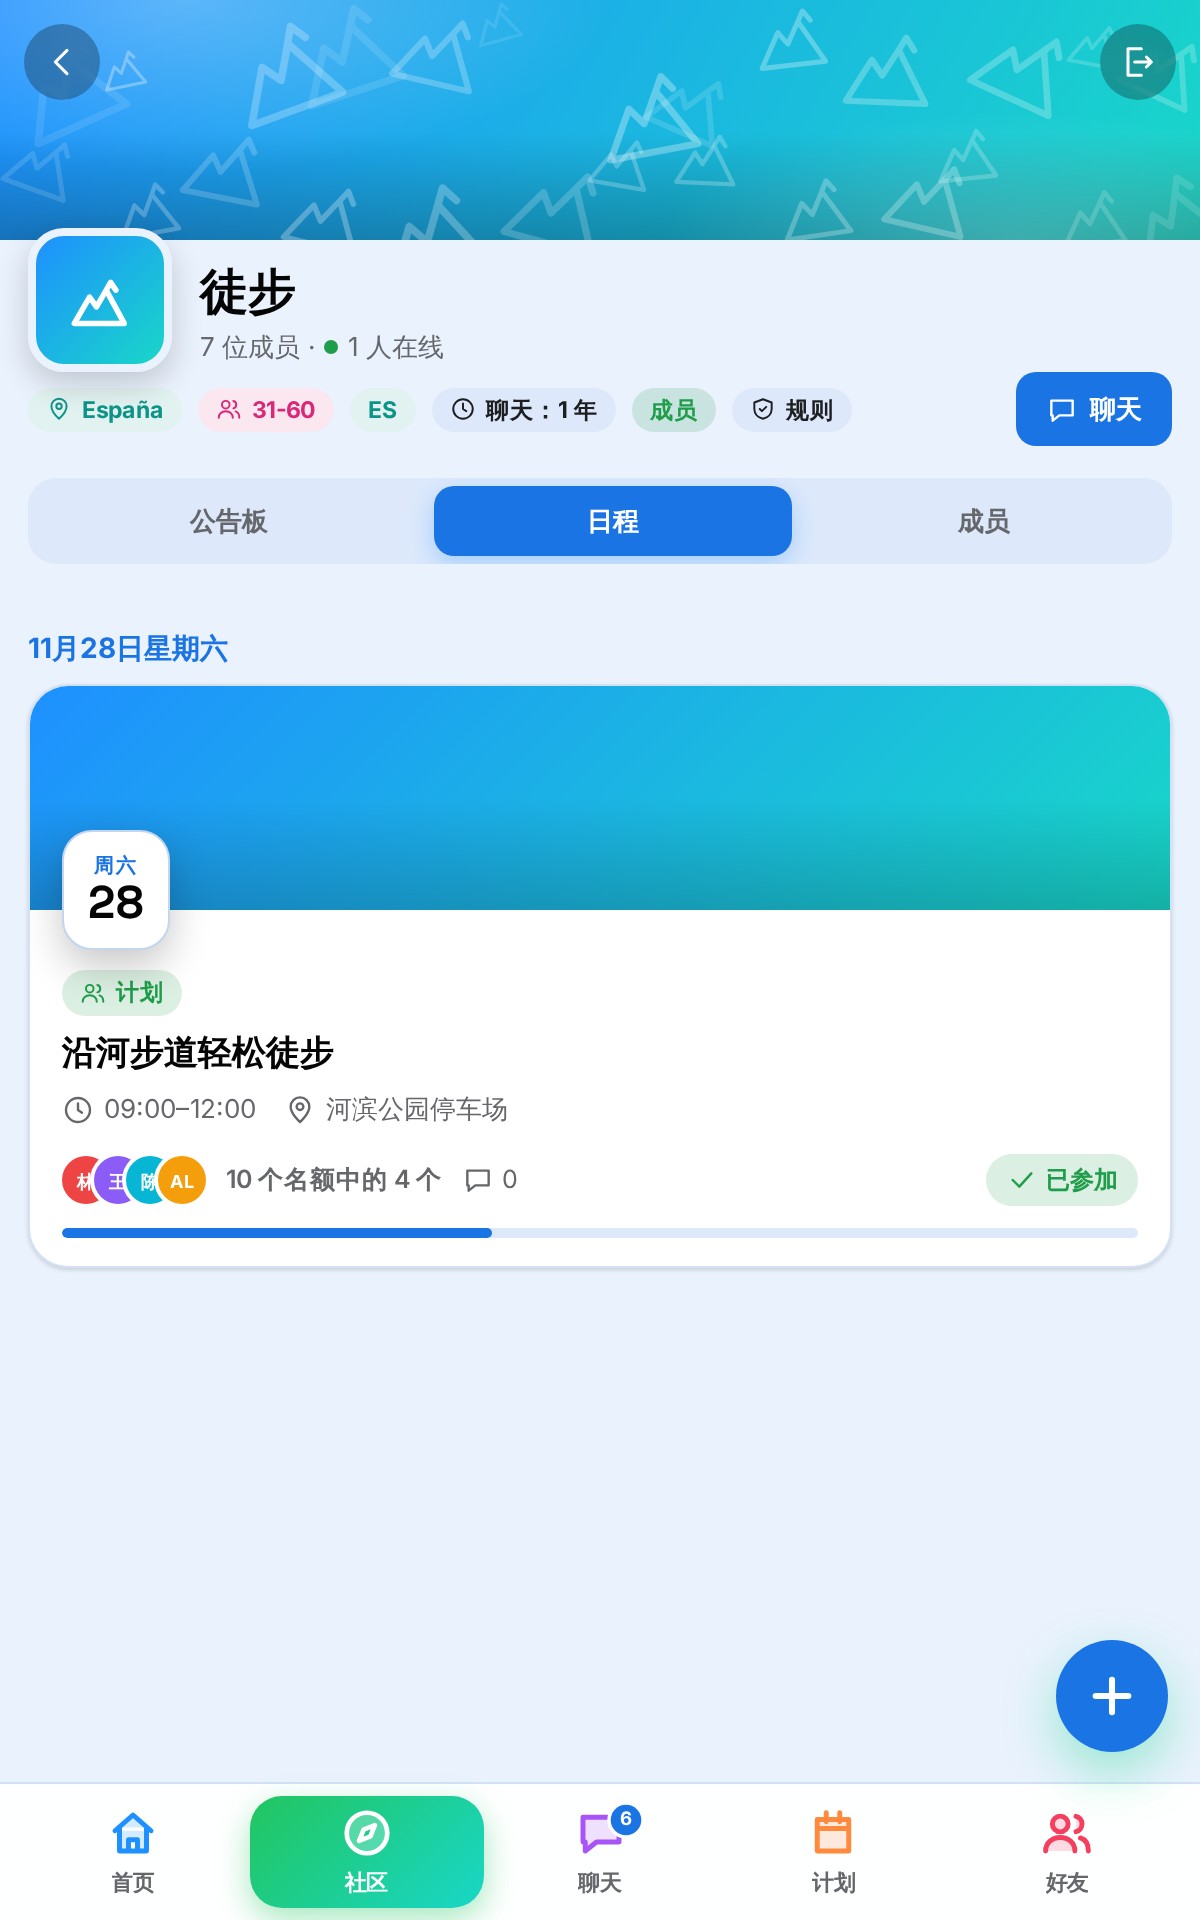 徒步
7 位成员 · 1 人在线
España
31-60
ES
聊天：1 年
成员
规则
聊天
公告板
日程
成员
11月28日星期六
周六
28
计划
沿河步道轻松徒步
09:00–12:00
河滨公园停车场
林
王
陈
AL
10 个名额中的 4 个
0
已参加
首页
社区
聊天
6
计划
好友